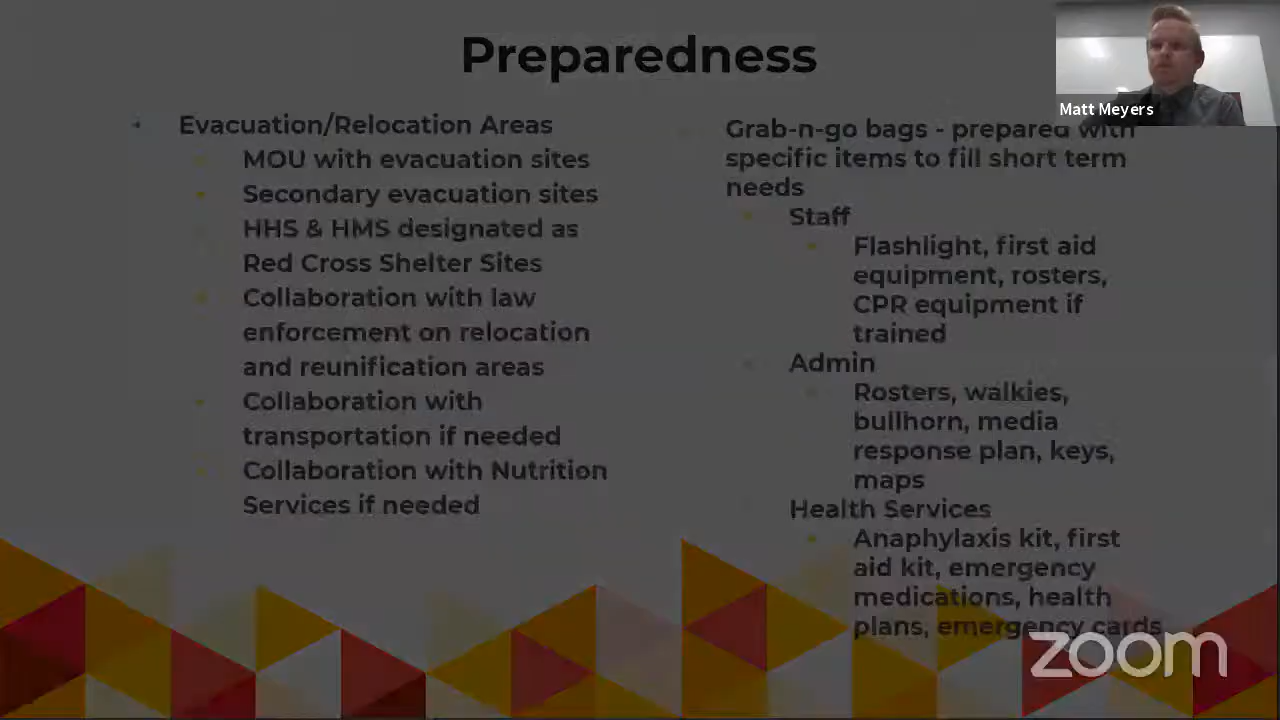 Preparedness
Matt Meyers
Evacuation/Relocation Areas
MOU with evacuation sites
Secondary evacuation sites
HHS & HMS designated as
Red Cross Shelter Sites
Collaboration with law
enforcement on relocation
and reunification areas
Collaboration with
transportation if needed
Collaboration with Nutrition
Services if needed
Grab-n-go bags - prepared with
specific items to fill short term
needs
Staff
Flashlight, first aid
equipment, rosters,
CPR equipment if
trained
Admin
Rosters, walkies,
bullhorn, media
response plan, keys,
maps
Health Services
Anaphylaxis kit, first
aid kit, emergency
medications, health
plans, emergency cards
zoom